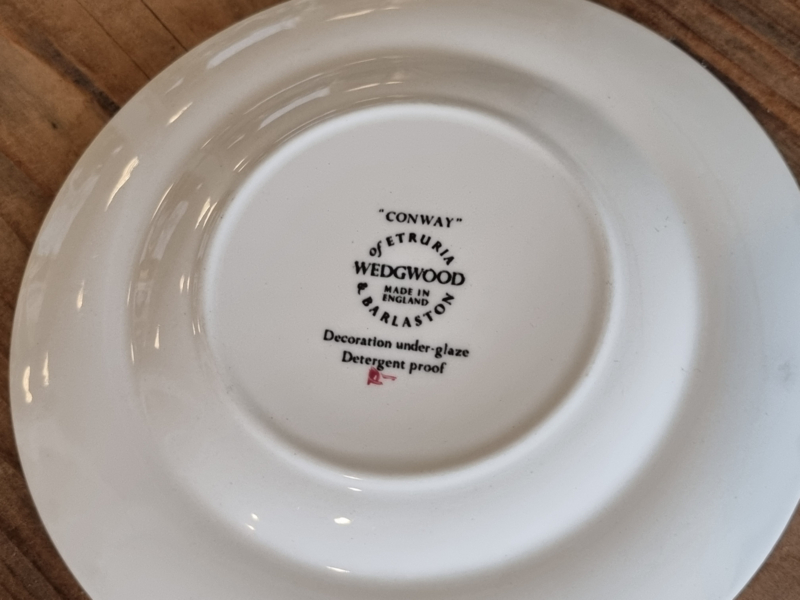 "CONWAY"
of ETRURIA
WEDGWOOD
MADE IN
ENGLAND
& BARLASTON
Decoration under-glaze
Detergent proof